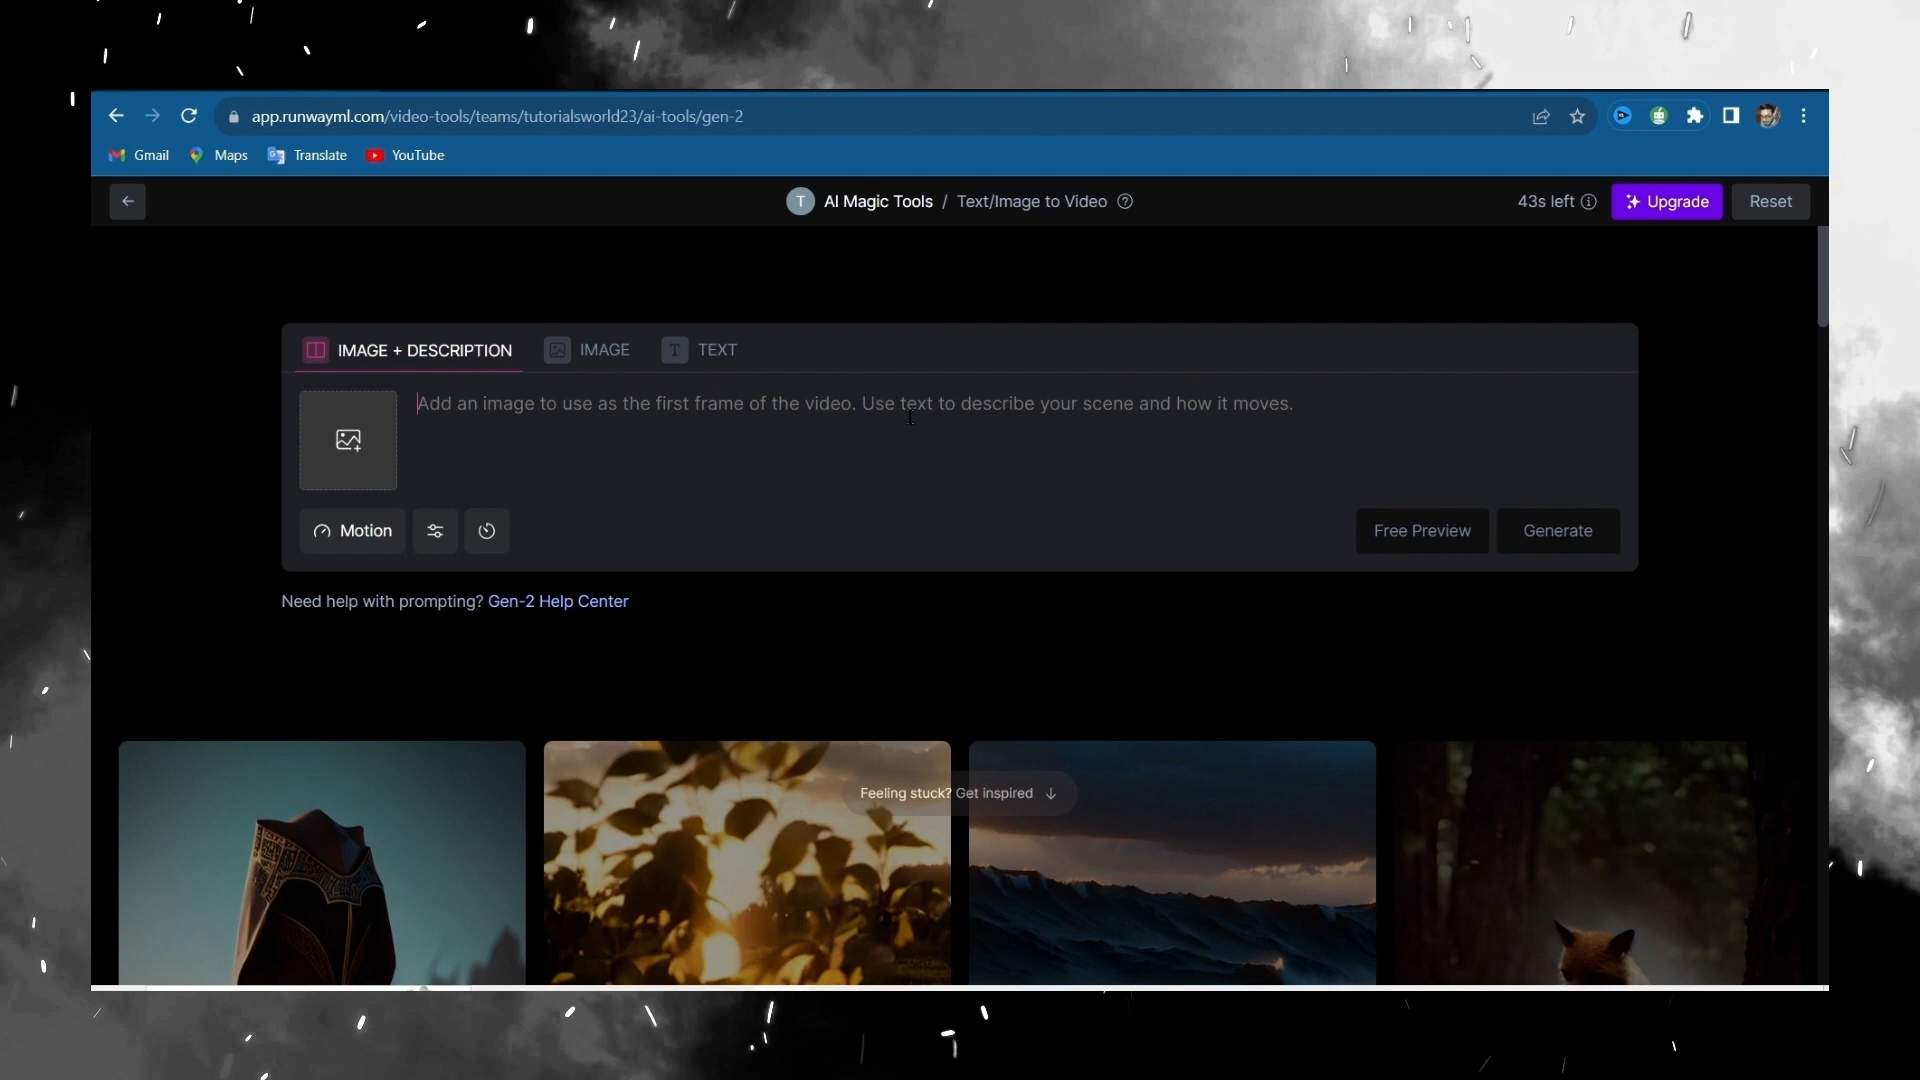 app.runwayml.com/video-tools/teams/tutorialsworld23/ai-tools/gen-2
Gmail Maps Translate YouTube
T AI Magic Tools / Text/Image to Video
43s left Upgrade Reset
IMAGE + DESCRIPTION IMAGE T TEXT
Add an image to use as the first frame of the video. Use text to describe your scene and how it moves.
Motion Free Preview Generate
Need help with prompting? Gen-2 Help Center
Feeling stuck? Get inspired